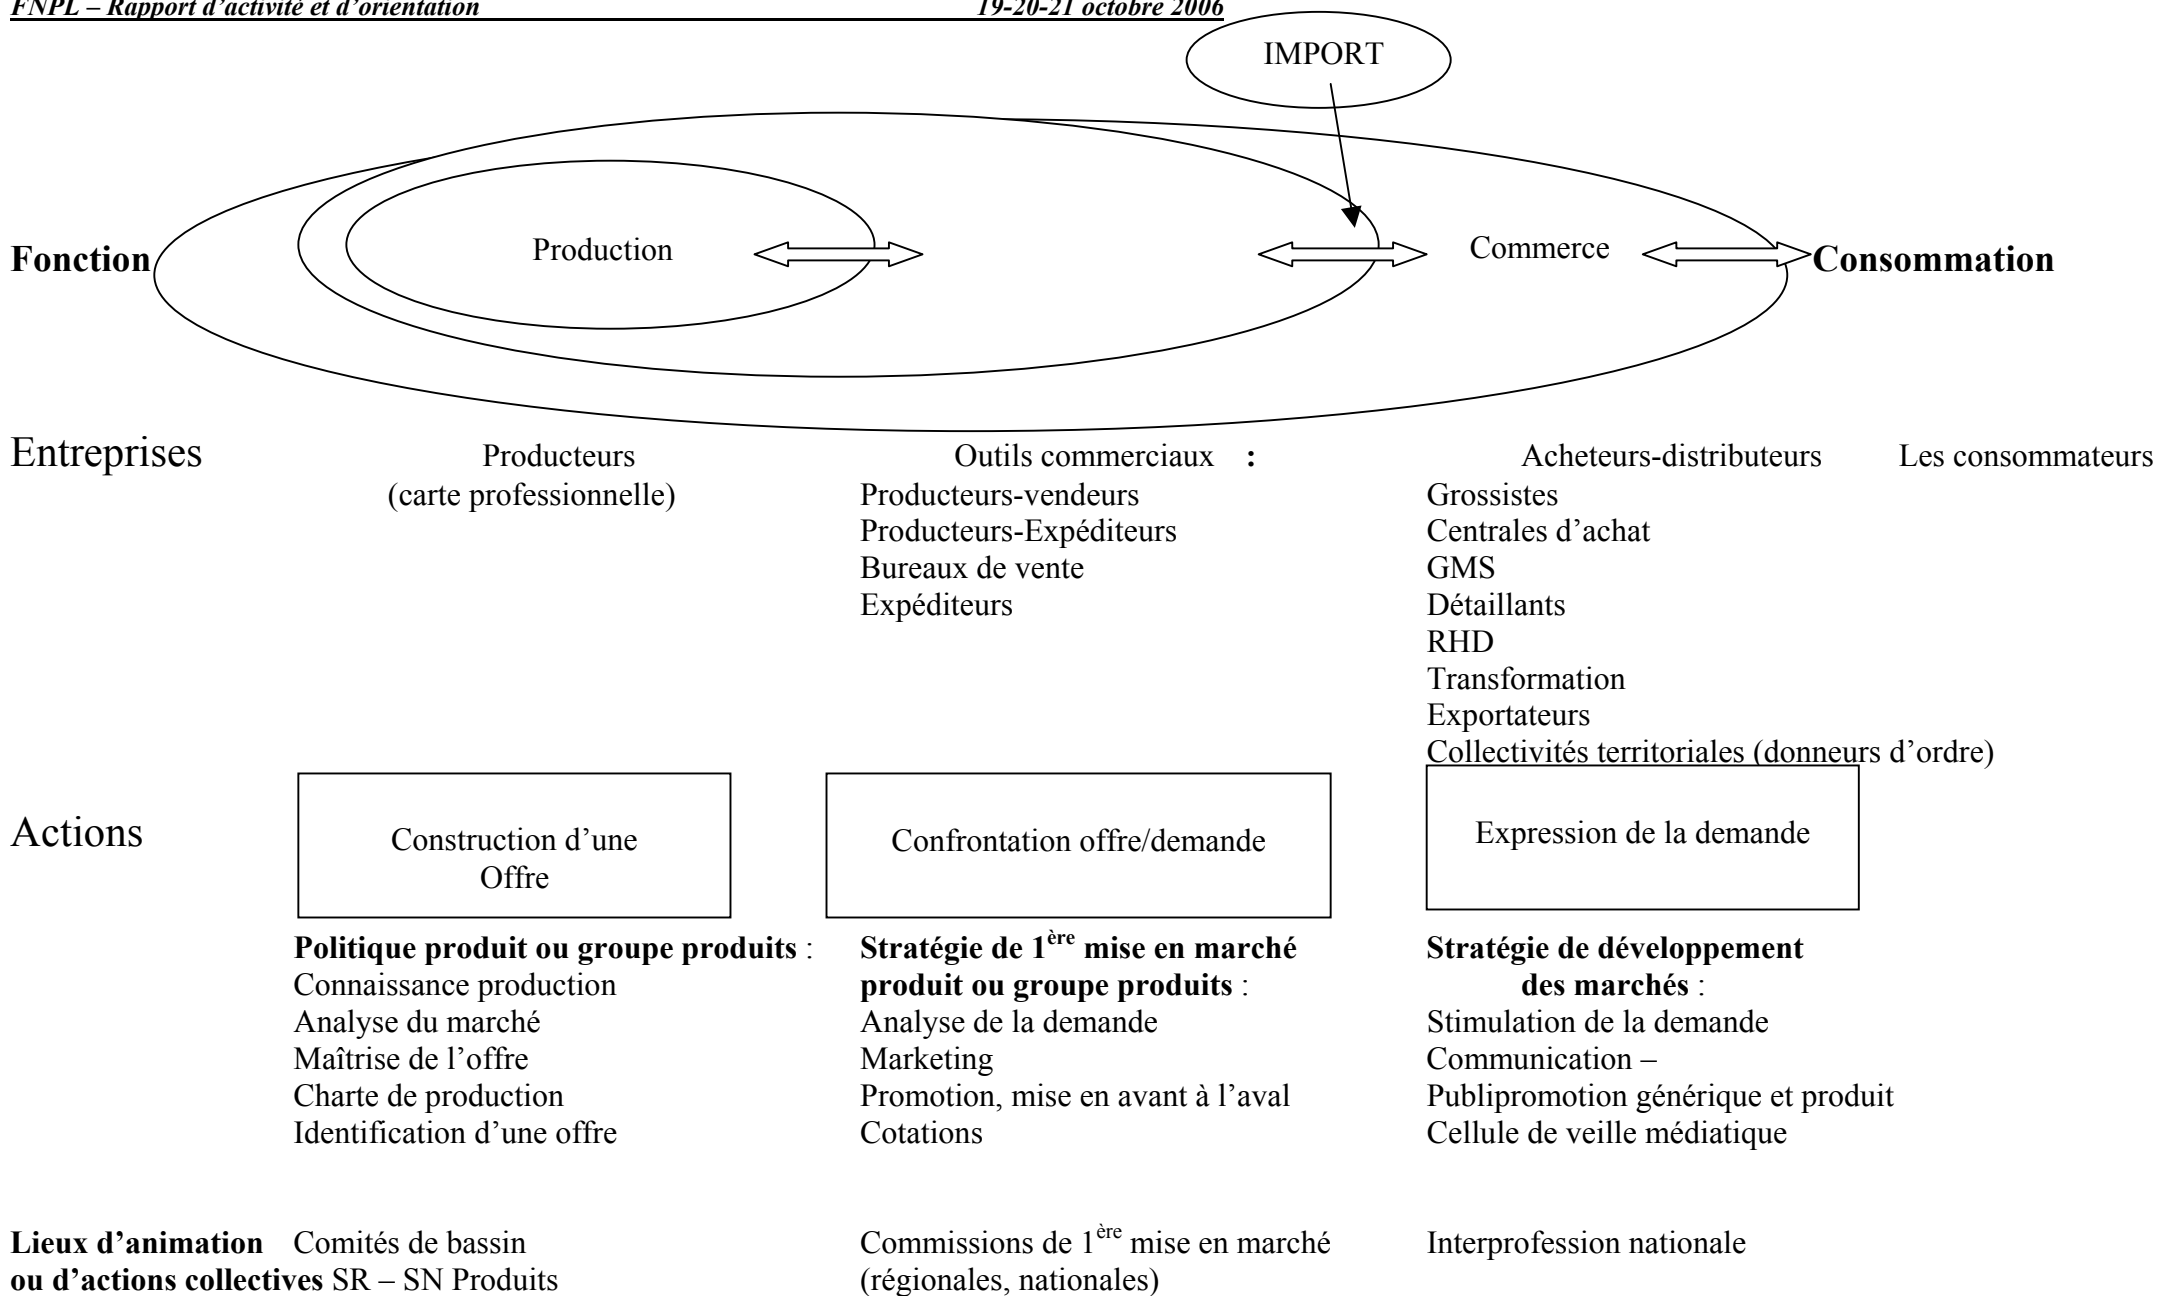 FNPL – Rapport d'activité et d'orientation 19-20-21 octobre 2006
IMPORT
Fonction Production Commerce Consommation
Entreprises Producteurs Outils commerciaux : Acheteurs-distributeurs Les consommateurs
(carte professionnelle) Producteurs-vendeurs Grossistes
Producteurs-Expéditeurs Centrales d'achat
Bureaux de vente GMS
Expéditeurs Détaillants
RHD
Transformation
Exportateurs
Collectivités territoriales (donneurs d'ordre)
Actions Construction d'une Confrontation offre/demande Expression de la demande
Offre
Politique produit ou groupe produits : Stratégie de 1ère mise en marché Stratégie de développement
Connaissance production produit ou groupe produits : des marchés :
Analyse du marché Analyse de la demande Stimulation de la demande
Maîtrise de l'offre Marketing Communication –
Charte de production Promotion, mise en avant à l'aval Publipromotion générique et produit
Identification d'une offre Cotations Cellule de veille médiatique
Lieux d'animation Comités de bassin Commissions de 1ère mise en marché Interprofession nationale
ou d'actions collectives SR – SN Produits (régionales, nationales)